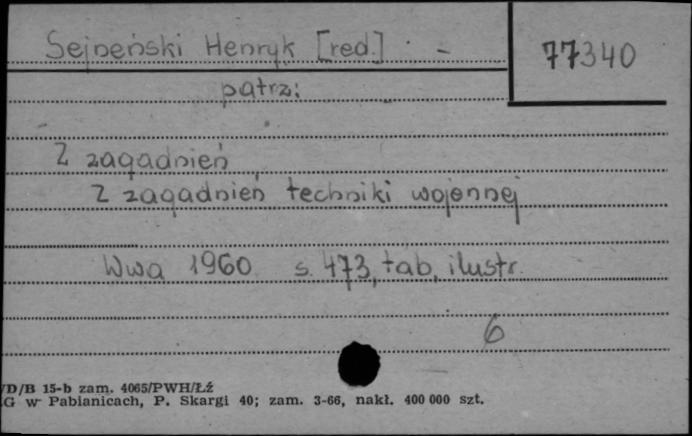 Sejneński Henryk [red.] -
77340
patrz:
Z zagadnień
Z zagadnień techniki wojennej
Wwa 1960 s. 473, tab, ilustr.
6
/D/B 15-b zam. 4065/PWH/Łź
.G w Pabianicach, P. Skargi 40; zam. 3-66, nakł. 400 000 szt.